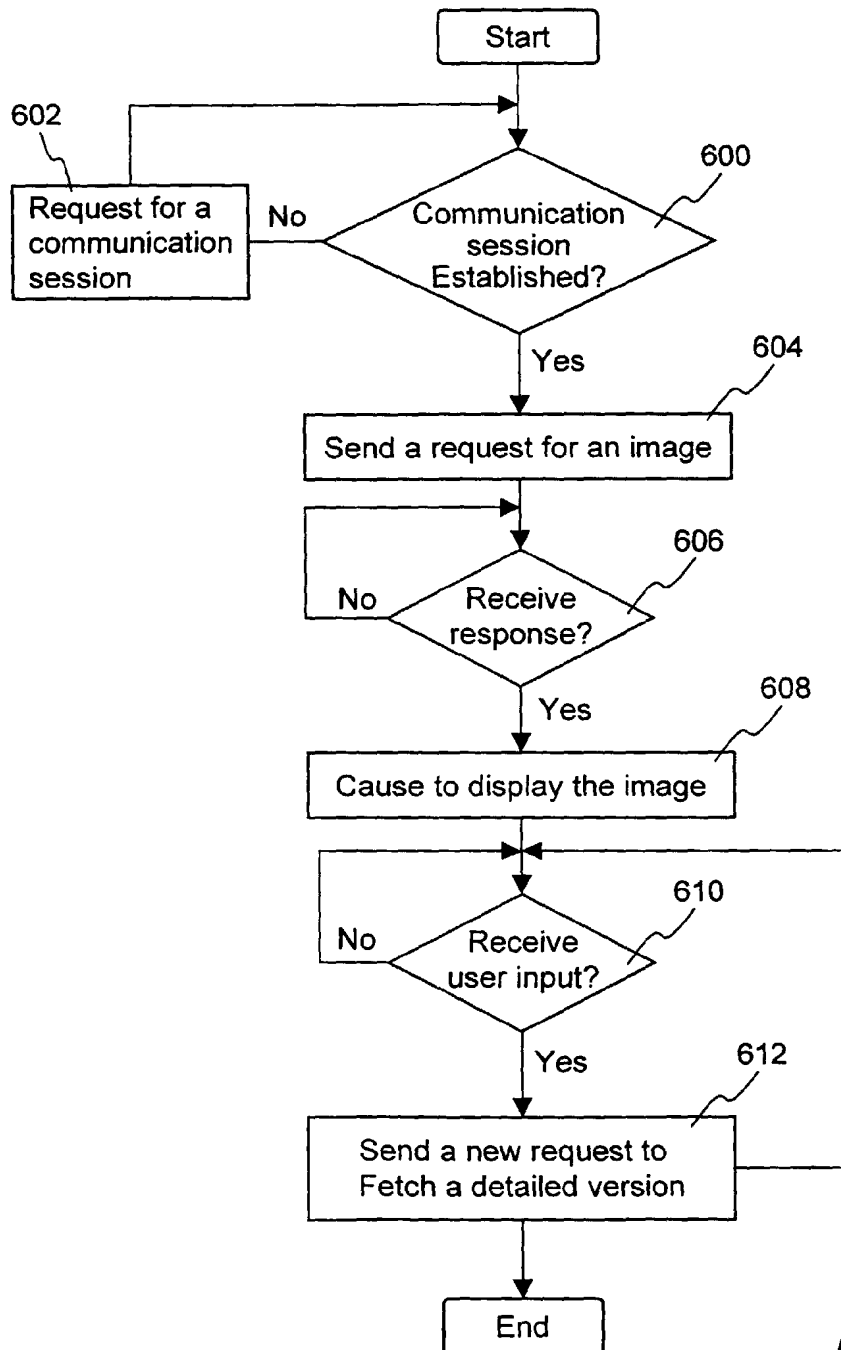 Start
602
600
Request for a
communication
session
No
Communication
session
Established?
Yes
604
Send a request for an image
606
No
Receive
response?
Yes
608
Cause to display the image
610
No
Receive
user input?
Yes
612
Send a new request to
Fetch a detailed version
End